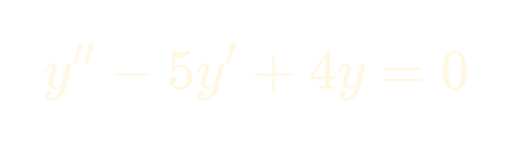 y″ − 5y′ + 4y = 0